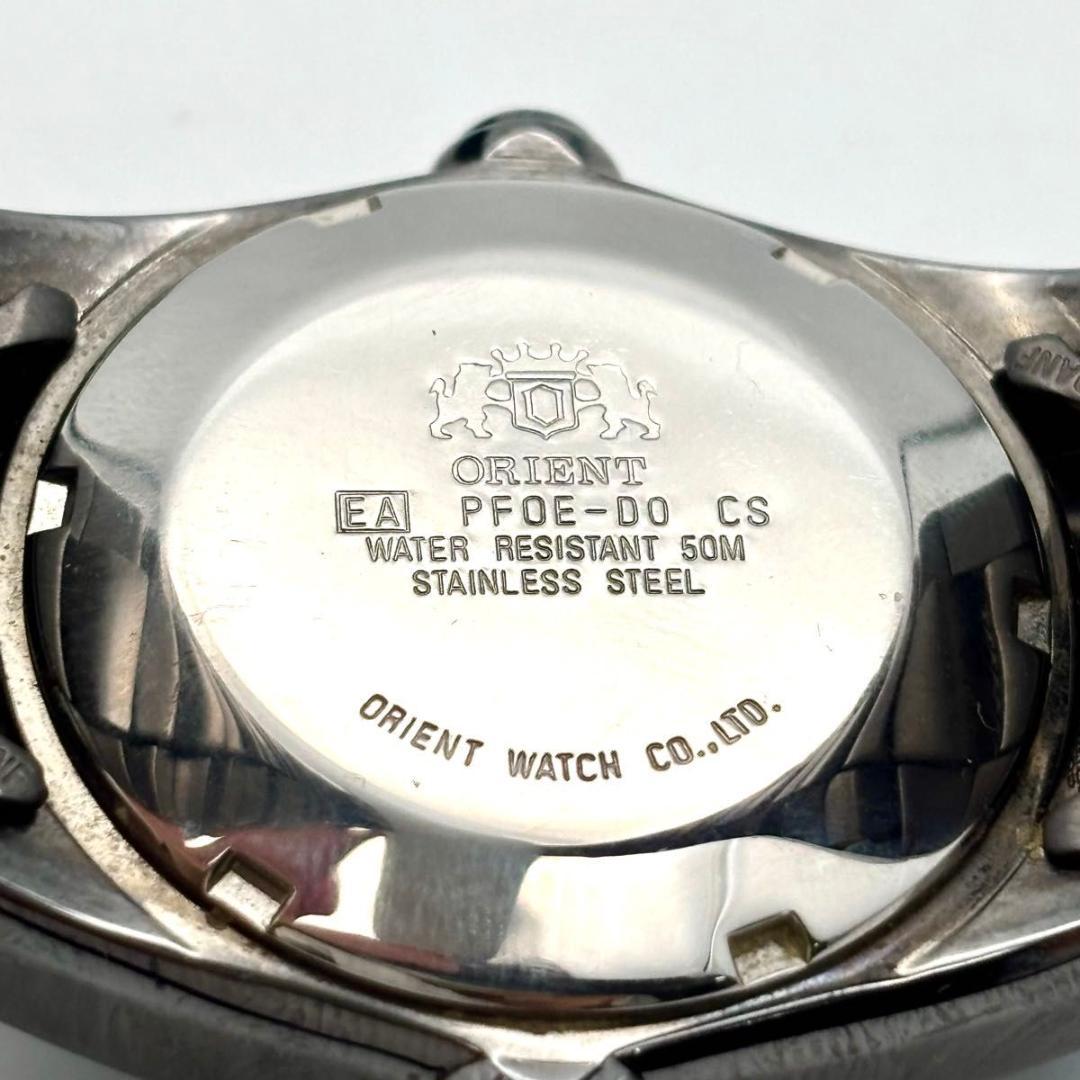 ORIENT
EA PF0E-D0 CS
WATER RESISTANT 50M
STAINLESS STEEL
ORIENT WATCH CO.,LTD.